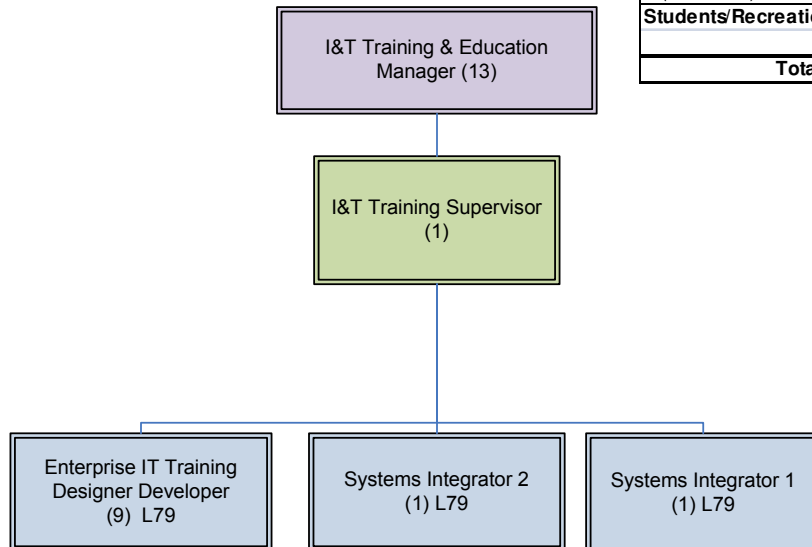 Students/Recreatio
Tota
I&T Training & Education
Manager (13)
I&T Training Supervisor
(1)
Enterprise IT Training
Designer Developer
(9) L79
Systems Integrator 2
(1) L79
Systems Integrator 1
(1) L79